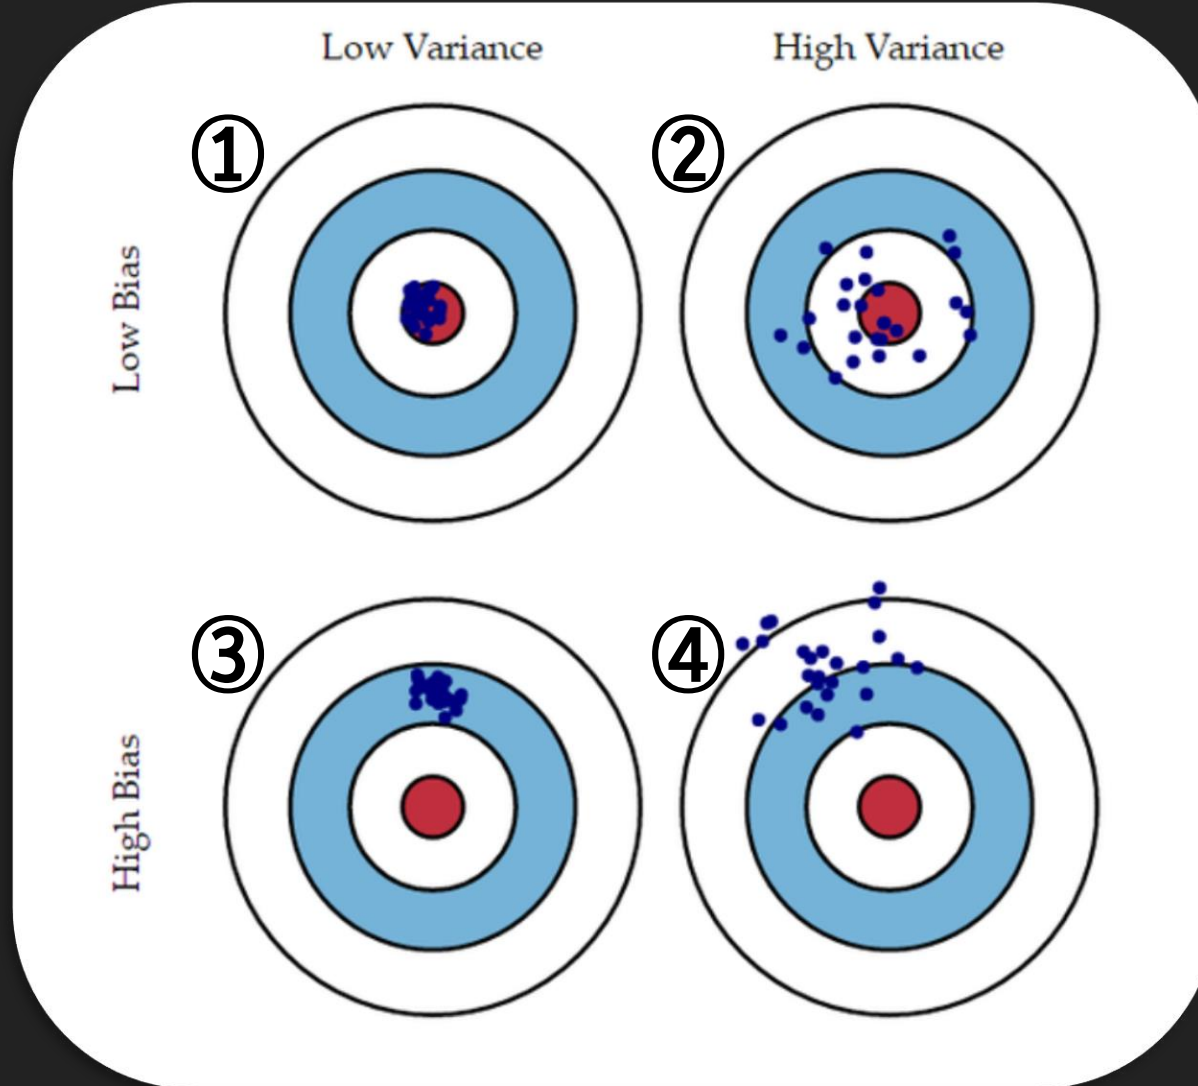 Low Variance
High Variance
①
②
Low Bias
③
④
High Bias